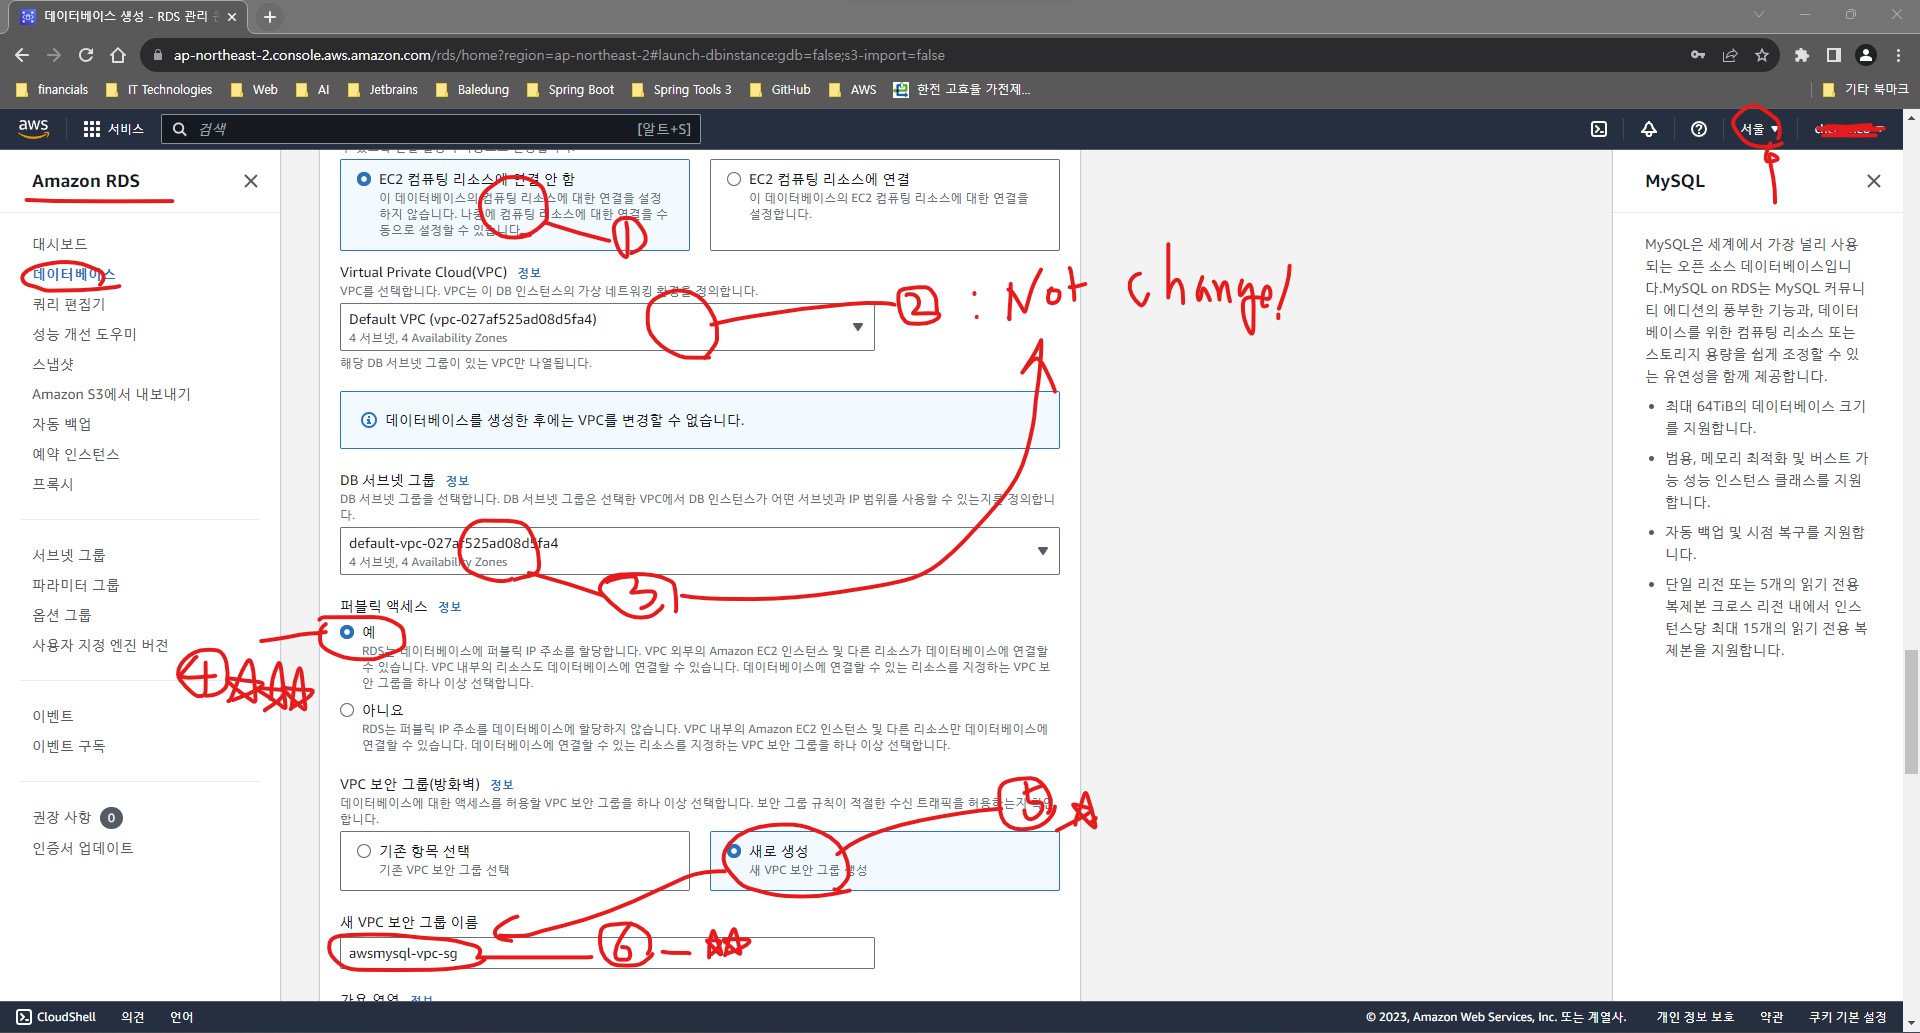 데이터베이스 생성 - RDS 관리
ap-northeast-2.console.aws.amazon.com/rds/home?region=ap-northeast-2#launch-dbinstance:gdb=false;s3-import=false
financials IT Technologies Web AI Jetbrains Baledung Spring Boot Spring Tools 3 GitHub AWS 한전 고효율 가전제... 기타 북마크
aws 서비스 검색 [알트+S] 서울
Amazon RDS
대시보드
데이터베이스
쿼리 편집기
성능 개선 도우미
스냅샷
Amazon S3에서 내보내기
자동 백업
예약 인스턴스
프록시
서브넷 그룹
파라미터 그룹
옵션 그룹
사용자 지정 엔진 버전
이벤트
이벤트 구독
권장 사항 0
인증서 업데이트
EC2 컴퓨팅 리소스에 연결 안 함
이 데이터베이스의 컴퓨팅 리소스에 대한 연결을 설정
하지 않습니다. 나중에 컴퓨팅 리소스에 대한 연결을 수
동으로 설정할 수 있습니다.
①
EC2 컴퓨팅 리소스에 연결
이 데이터베이스의 EC2 컴퓨팅 리소스에 대한 연결을
설정합니다.
Virtual Private Cloud(VPC) 정보
VPC를 선택합니다. VPC는 이 DB 인스턴스의 가상 네트워킹 환경을 정의합니다.
Default VPC (vpc-027af525ad08d5fa4)
4 서브넷, 4 Availability Zones
② : Not change!
해당 DB 서브넷 그룹이 있는 VPC만 나열됩니다.
데이터베이스를 생성한 후에는 VPC를 변경할 수 없습니다.
DB 서브넷 그룹 정보
DB 서브넷 그룹을 선택합니다. DB 서브넷 그룹은 선택한 VPC에서 DB 인스턴스가 어떤 서브넷과 IP 범위를 사용할 수 있는지를 정의합니
다.
default-vpc-027af525ad08d5fa4
4 서브넷, 4 Availability Zones
③
퍼블릭 액세스 정보
예
RDS는 데이터베이스에 퍼블릭 IP 주소를 할당합니다. VPC 외부의 Amazon EC2 인스턴스 및 다른 리소스가 데이터베이스에 연결할
수 있습니다. VPC 내부의 리소스도 데이터베이스에 연결할 수 있습니다. 데이터베이스에 연결할 수 있는 리소스를 지정하는 VPC 보
안 그룹을 하나 이상 선택합니다.
④☆☆☆
아니요
RDS는 퍼블릭 IP 주소를 데이터베이스에 할당하지 않습니다. VPC 내부의 Amazon EC2 인스턴스 및 다른 리소스만 데이터베이스에
연결할 수 있습니다. 데이터베이스에 연결할 수 있는 리소스를 지정하는 VPC 보안 그룹을 하나 이상 선택합니다.
VPC 보안 그룹(방화벽) 정보
데이터베이스에 대한 액세스를 허용할 VPC 보안 그룹을 하나 이상 선택합니다. 보안 그룹 규칙이 적절한 수신 트래픽을 허용하는지 확인
합니다.
⑤☆
기존 항목 선택
기존 VPC 보안 그룹 선택
새로 생성
새 VPC 보안 그룹 생성
새 VPC 보안 그룹 이름
awsmysql-vpc-sg
⑥ - ☆☆
가용 영역 정보
MySQL
MySQL은 세계에서 가장 널리 사용
되는 오픈 소스 데이터베이스입니
다.MySQL on RDS는 MySQL 커뮤니
티 에디션의 풍부한 기능과, 데이터
베이스를 위한 컴퓨팅 리소스 또는
스토리지 용량을 쉽게 조정할 수 있
는 유연성을 함께 제공합니다.
• 최대 64TiB의 데이터베이스 크기
를 지원합니다.
• 범용, 메모리 최적화 및 버스트 가
능 성능 인스턴스 클래스를 지원
합니다.
• 자동 백업 및 시점 복구를 지원합
니다.
• 단일 리전 또는 5개의 읽기 전용
복제본 크로스 리전 내에서 인스
턴스당 최대 15개의 읽기 전용 복
제본을 지원합니다.
CloudShell 의견 언어 © 2023, Amazon Web Services, Inc. 또는 계열사. 개인 정보 보호 약관 쿠키 기본 설정